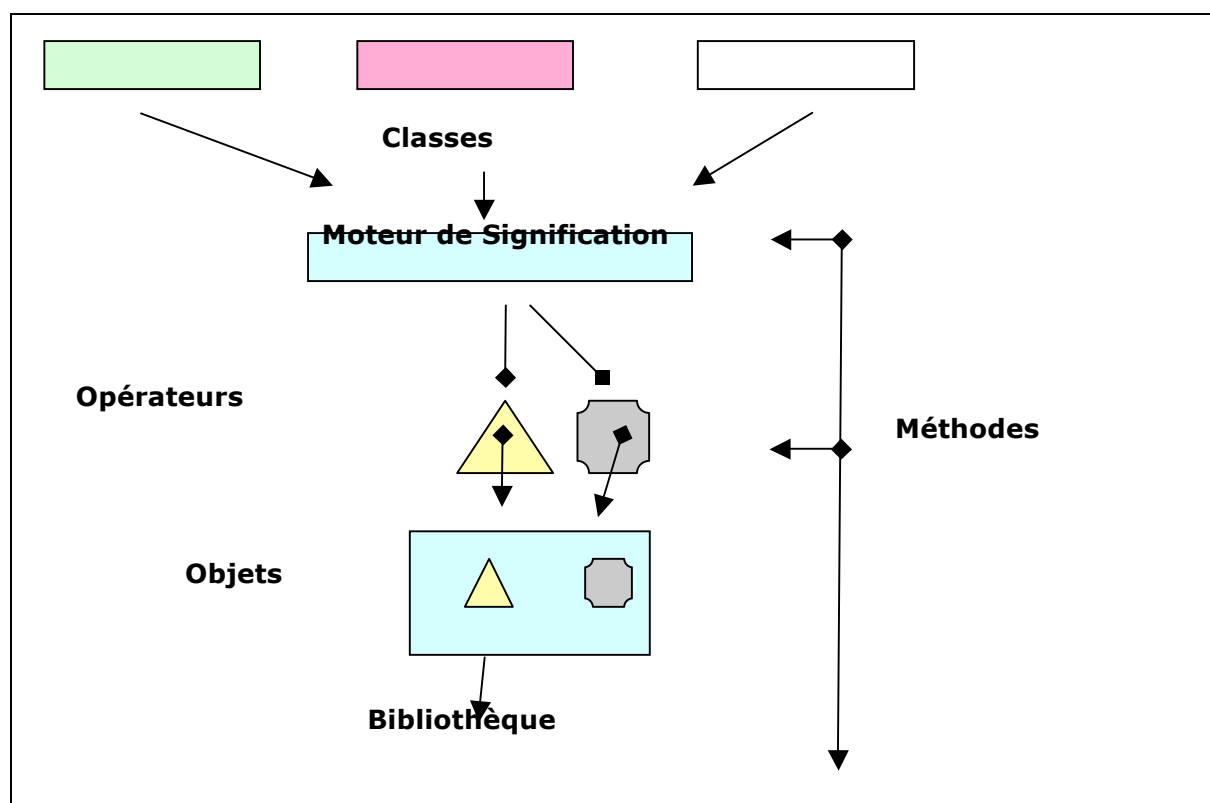 Classes
Moteur de Signification
Opérateurs
Méthodes
Objets
Bibliothèque